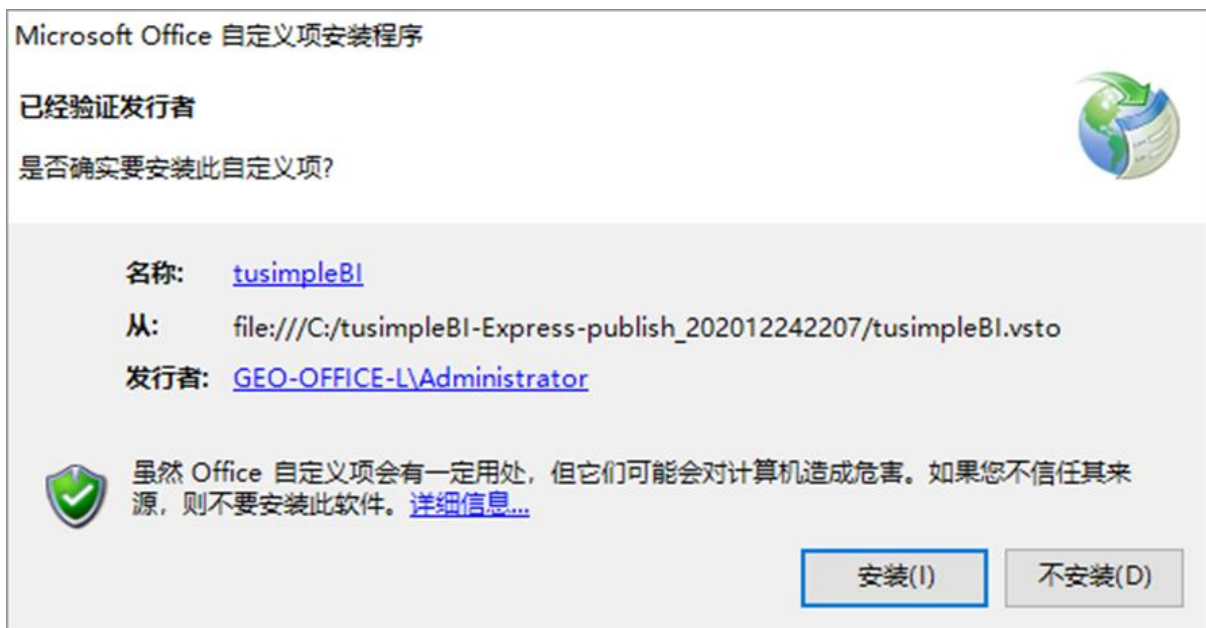 Microsoft Office 自定义项安装程序
已经验证发行者
是否确实要安装此自定义项?
名称: tusimpleBI
从: file:///C:/tusimpleBI-Express-publish_202012242207/tusimpleBI.vsto
发行者: GEO-OFFICE-L\Administrator
虽然 Office 自定义项会有一定用处，但它们可能会对计算机造成危害。如果您不信任其来
源，则不要安装此软件。详细信息...
安装(I) 不安装(D)